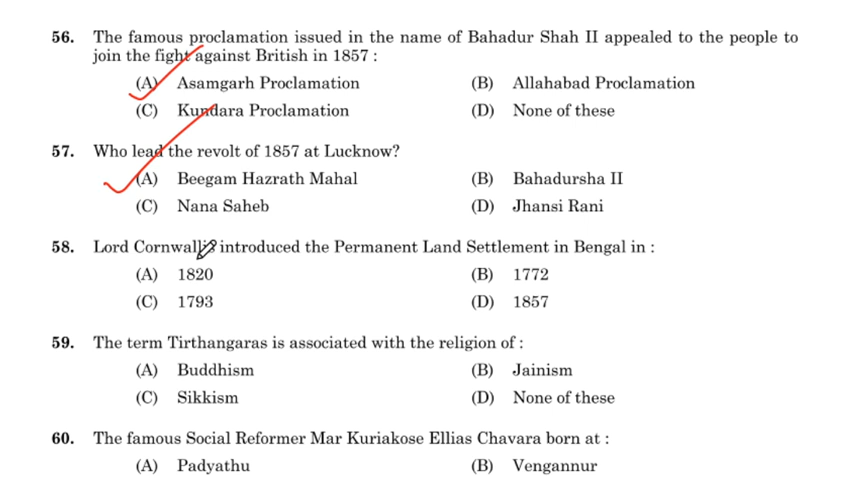 56. The famous proclamation issued in the name of Bahadur Shah II appealed to the people to
join the fight against British in 1857 :
(A) Asamgarh Proclamation (B) Allahabad Proclamation
(C) Kundara Proclamation (D) None of these
57. Who lead the revolt of 1857 at Lucknow?
(A) Beegam Hazrath Mahal (B) Bahadursha II
(C) Nana Saheb (D) Jhansi Rani
58. Lord Cornwallis introduced the Permanent Land Settlement in Bengal in :
(A) 1820 (B) 1772
(C) 1793 (D) 1857
59. The term Tirthangaras is associated with the religion of :
(A) Buddhism (B) Jainism
(C) Sikkism (D) None of these
60. The famous Social Reformer Mar Kuriakose Ellias Chavara born at :
(A) Padyathu (B) Vengannur